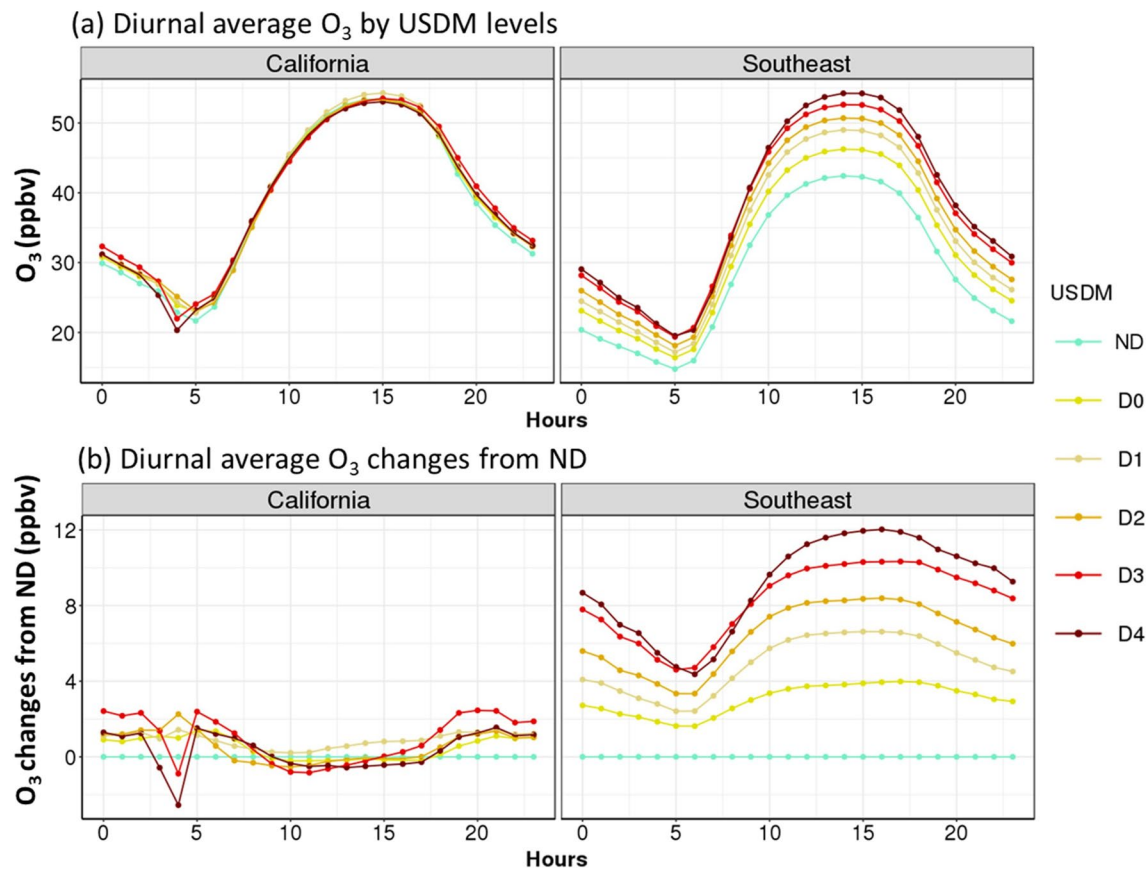 (a) Diurnal average O₃ by USDM levels
California
Southeast
O₃ (ppbv)
50
40
30
20
0 5 10 15 20
0 5 10 15 20
Hours
(b) Diurnal average O₃ changes from ND
California
Southeast
O₃ changes from ND (ppbv)
12
8
4
0
0 5 10 15 20
0 5 10 15 20
Hours
USDM
ND
D0
D1
D2
D3
D4